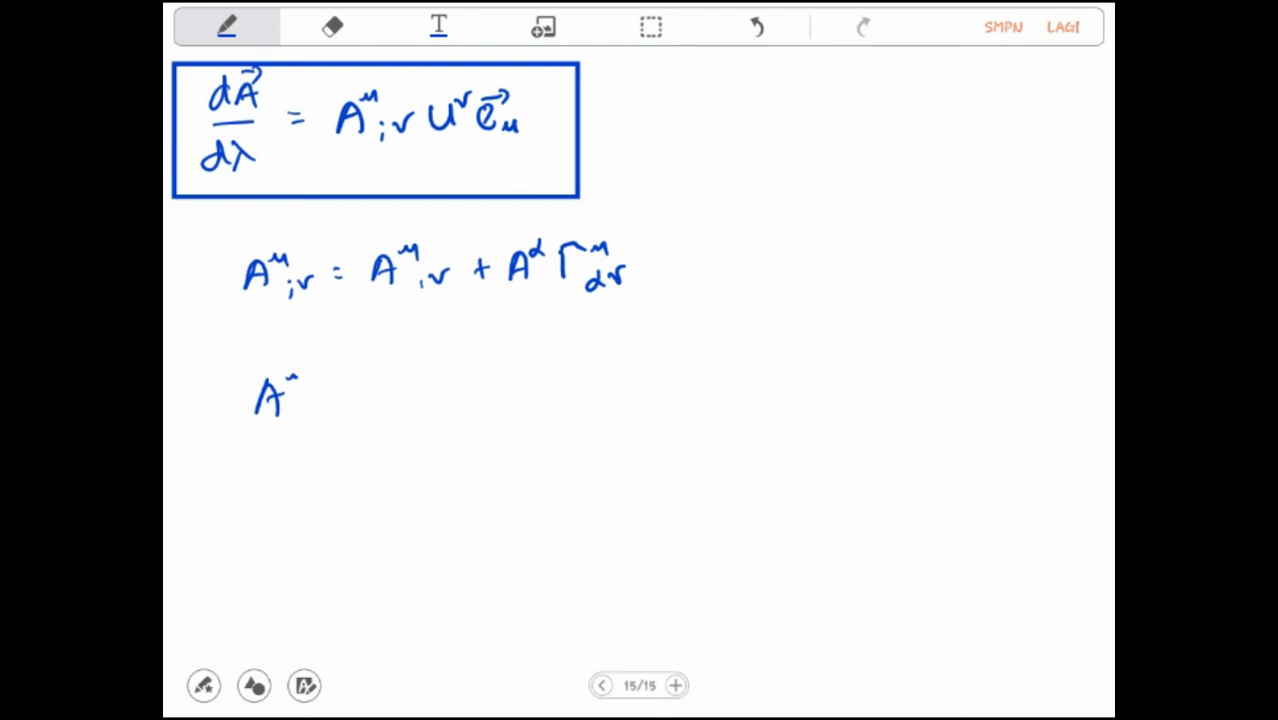 T SMPN LAGI
dA⃗/dλ = A^μ_;ν U^ν e⃗_μ
A^μ_;ν = A^μ_,ν + A^α Γ^μ_αν
A^μ
15/15